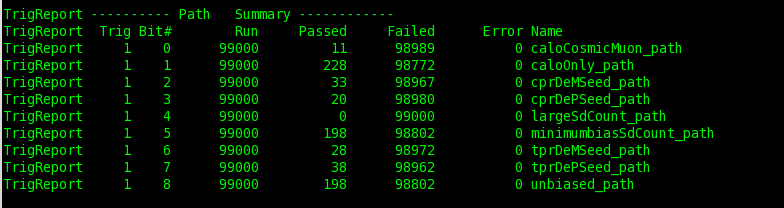 TrigReport ---------- Path   Summary ------------
TrigReport  Trig Bit#        Run     Passed     Failed      Error Name
TrigReport     1    0      99000         11      98989          0 caloCosmicMuon_path
TrigReport     1    1      99000        228      98772          0 caloOnly_path
TrigReport     1    2      99000         33      98967          0 cprDeMSeed_path
TrigReport     1    3      99000         20      98980          0 cprDePSeed_path
TrigReport     1    4      99000          0      99000          0 largeSdCount_path
TrigReport     1    5      99000        198      98802          0 minimumbiasSdCount_path
TrigReport     1    6      99000         28      98972          0 tprDeMSeed_path
TrigReport     1    7      99000         38      98962          0 tprDePSeed_path
TrigReport     1    8      99000        198      98802          0 unbiased_path